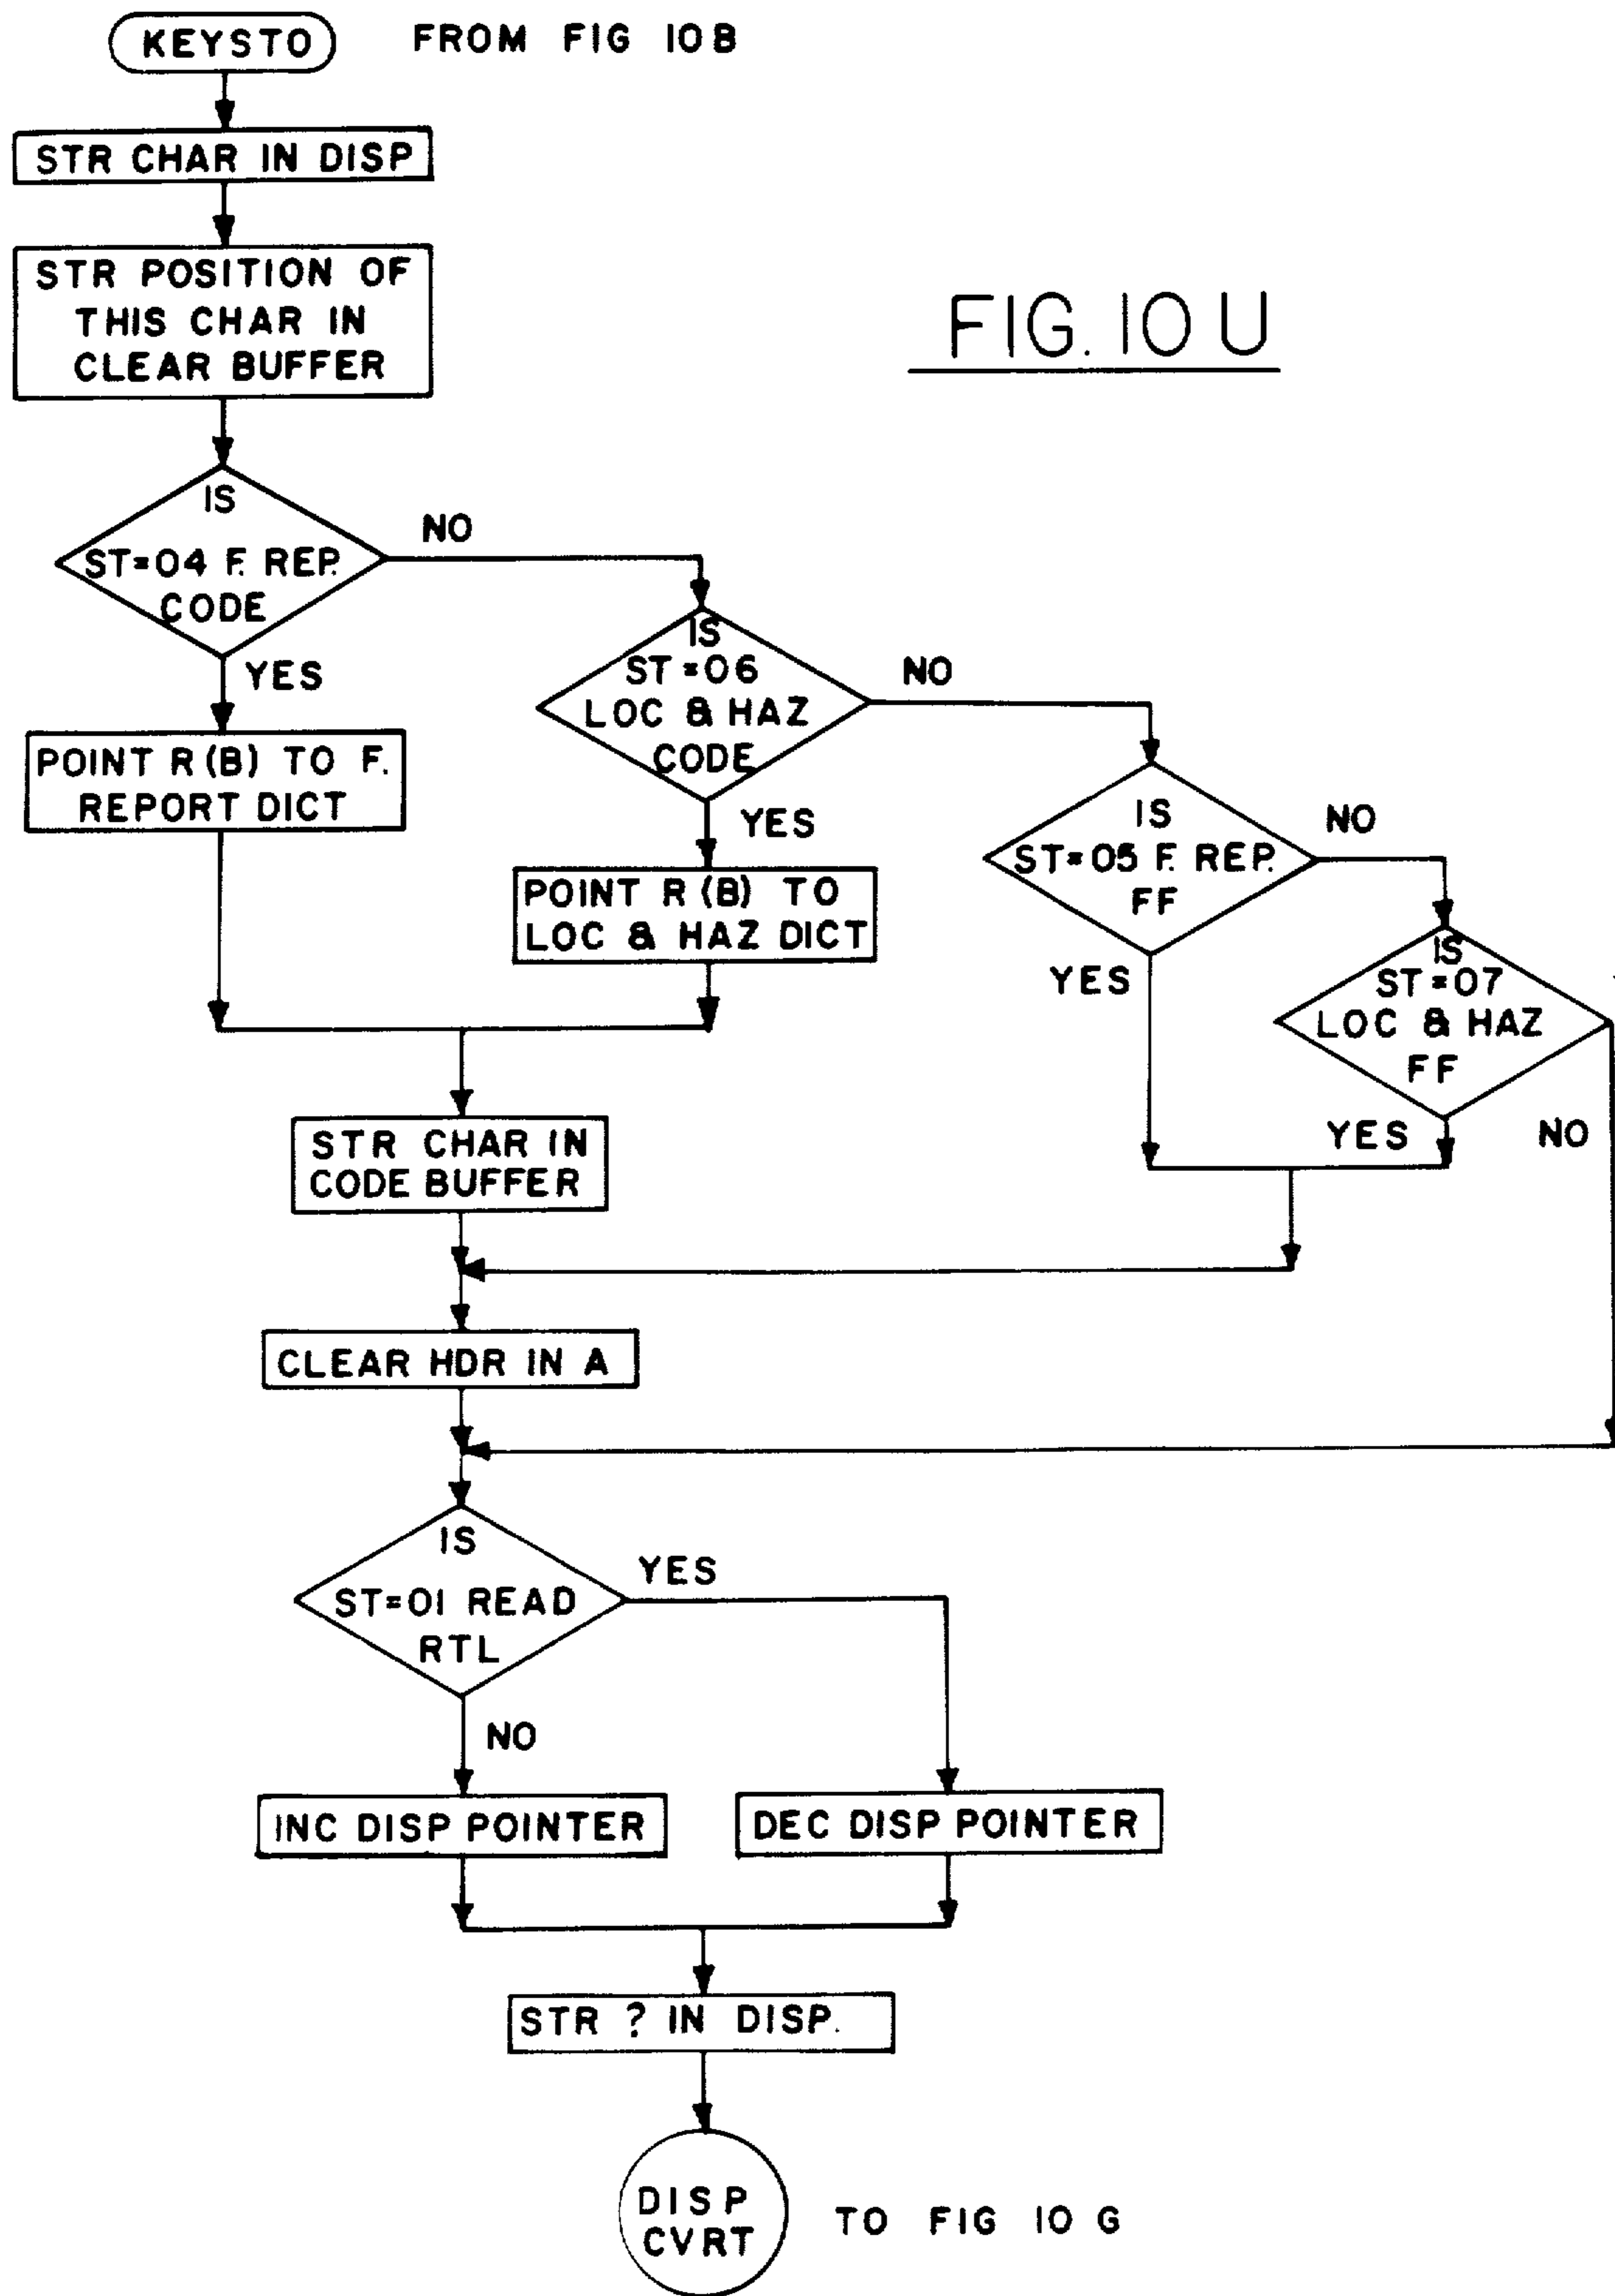 KEYSTO
FROM FIG 10B
STR CHAR IN DISP
STR POSITION OF
THIS CHAR IN
CLEAR BUFFER
FIG. 10 U
IS
ST=04 F. REP.
CODE
NO
YES
IS
ST=06
LOC & HAZ
CODE
NO
YES
POINT R (B) TO F.
REPORT DICT
POINT R (B) TO
LOC & HAZ DICT
IS
ST=05 F. REP.
FF
NO
YES
IS
ST=07
LOC & HAZ
FF
YES
NO
STR CHAR IN
CODE BUFFER
CLEAR HDR IN A
IS
ST=01 READ
RTL
YES
NO
INC DISP POINTER
DEC DISP POINTER
STR ? IN DISP.
DISP
CVRT
TO FIG 10 G